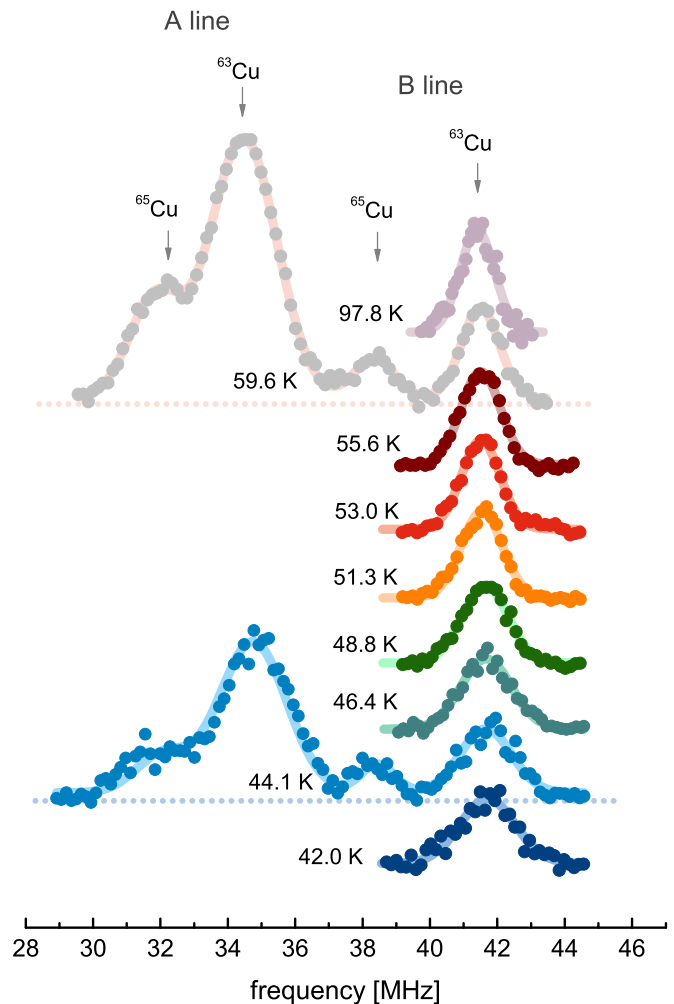 A line
⁶³Cu
B line
⁶³Cu
⁶⁵Cu
⁶⁵Cu
97.8 K
59.6 K
55.6 K
53.0 K
51.3 K
48.8 K
46.4 K
44.1 K
42.0 K
28 30 32 34 36 38 40 42 44 46
frequency [MHz]